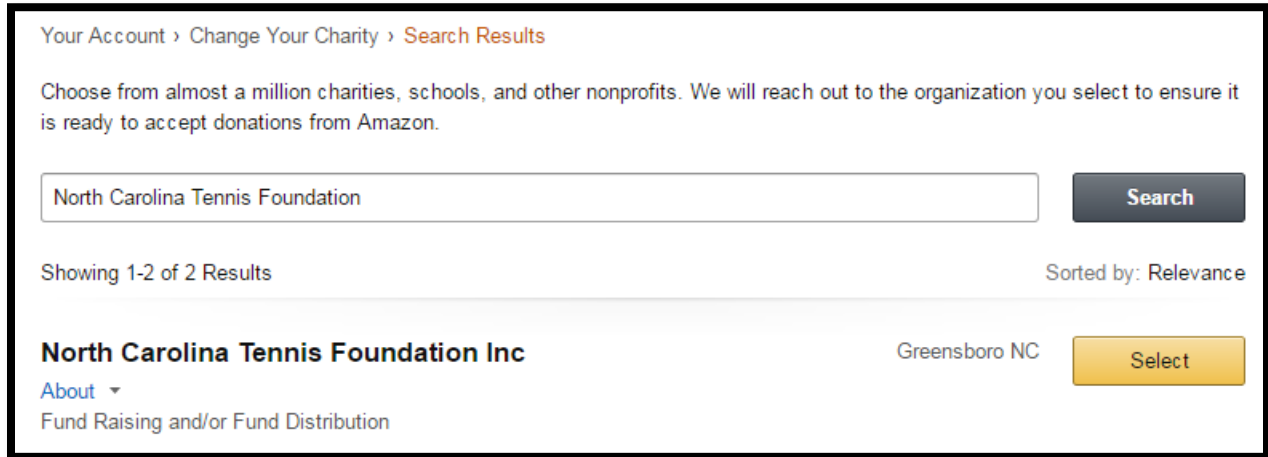 Your Account › Change Your Charity › Search Results
Choose from almost a million charities, schools, and other nonprofits. We will reach out to the organization you select to ensure it
is ready to accept donations from Amazon.
North Carolina Tennis Foundation
Search
Showing 1-2 of 2 Results
Sorted by: Relevance
North Carolina Tennis Foundation Inc
Greensboro NC
Select
About
Fund Raising and/or Fund Distribution